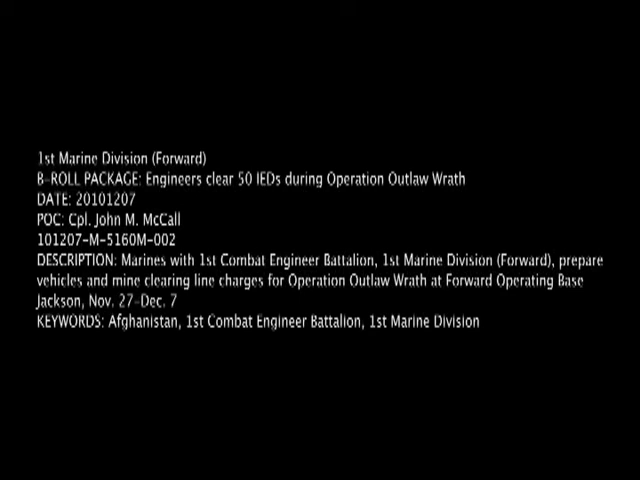 1st Marine Division (Forward)
B-ROLL PACKAGE: Engineers clear 50 IEDs during Operation Outlaw Wrath
DATE: 20101207
POC: Cpl. John M. McCall
101207-M-5160M-002
DESCRIPTION: Marines with 1st Combat Engineer Battalion, 1st Marine Division (Forward), prepare
vehicles and mine clearing line charges for Operation Outlaw Wrath at Forward Operating Base
Jackson, Nov. 27-Dec. 7
KEYWORDS: Afghanistan, 1st Combat Engineer Battalion, 1st Marine Division